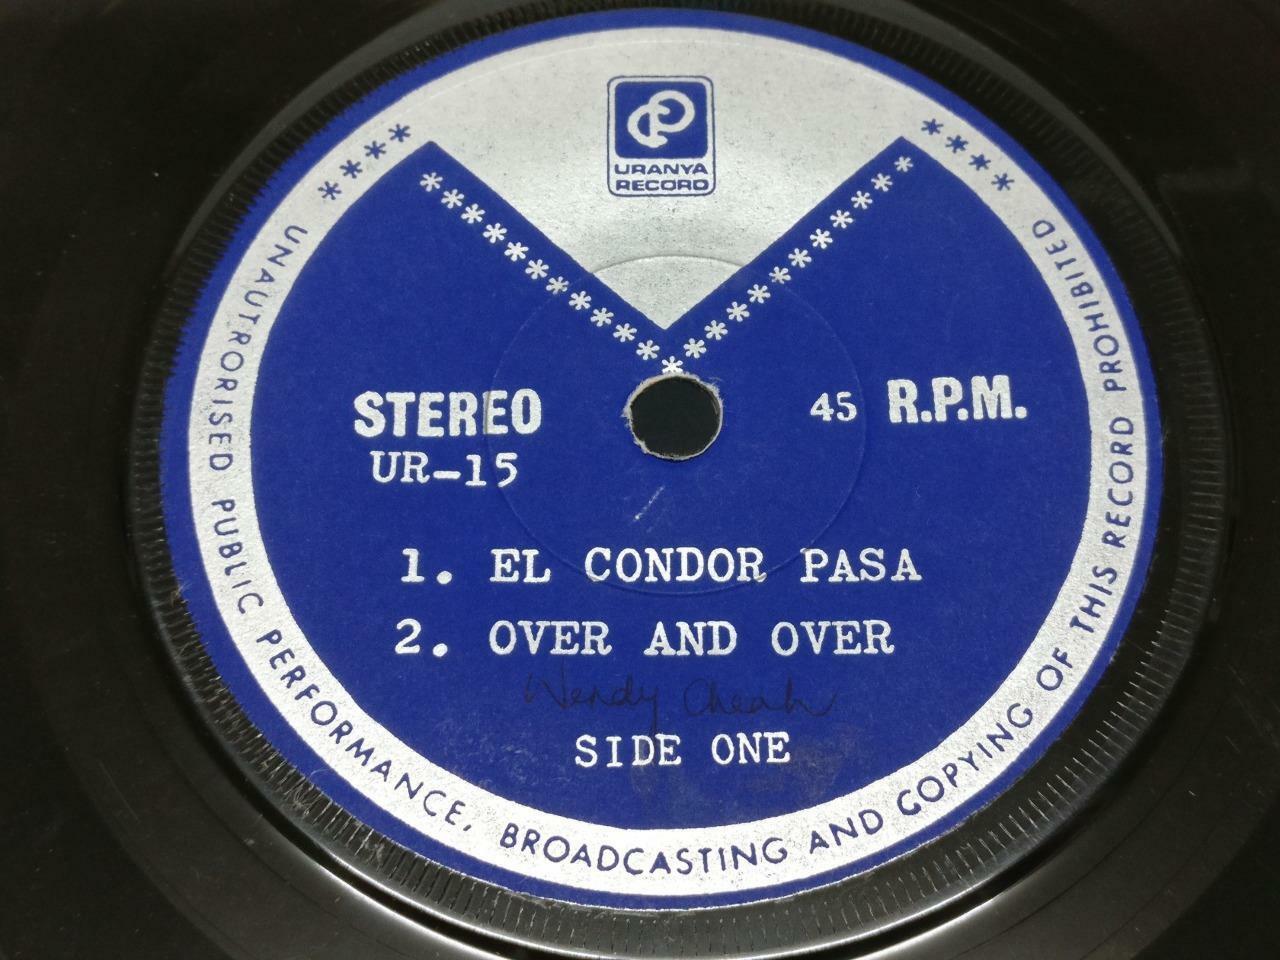 URANYA
RECORD
STEREO
45 R.P.M.
UR-15
1. EL CONDOR PASA
2. OVER AND OVER
Wendy Cheah
SIDE ONE
**** UNAUTRORISED PUBLIC PERFORMANCE, BROADCASTING AND COPYING OF THIS RECORD PROHIBITED ****